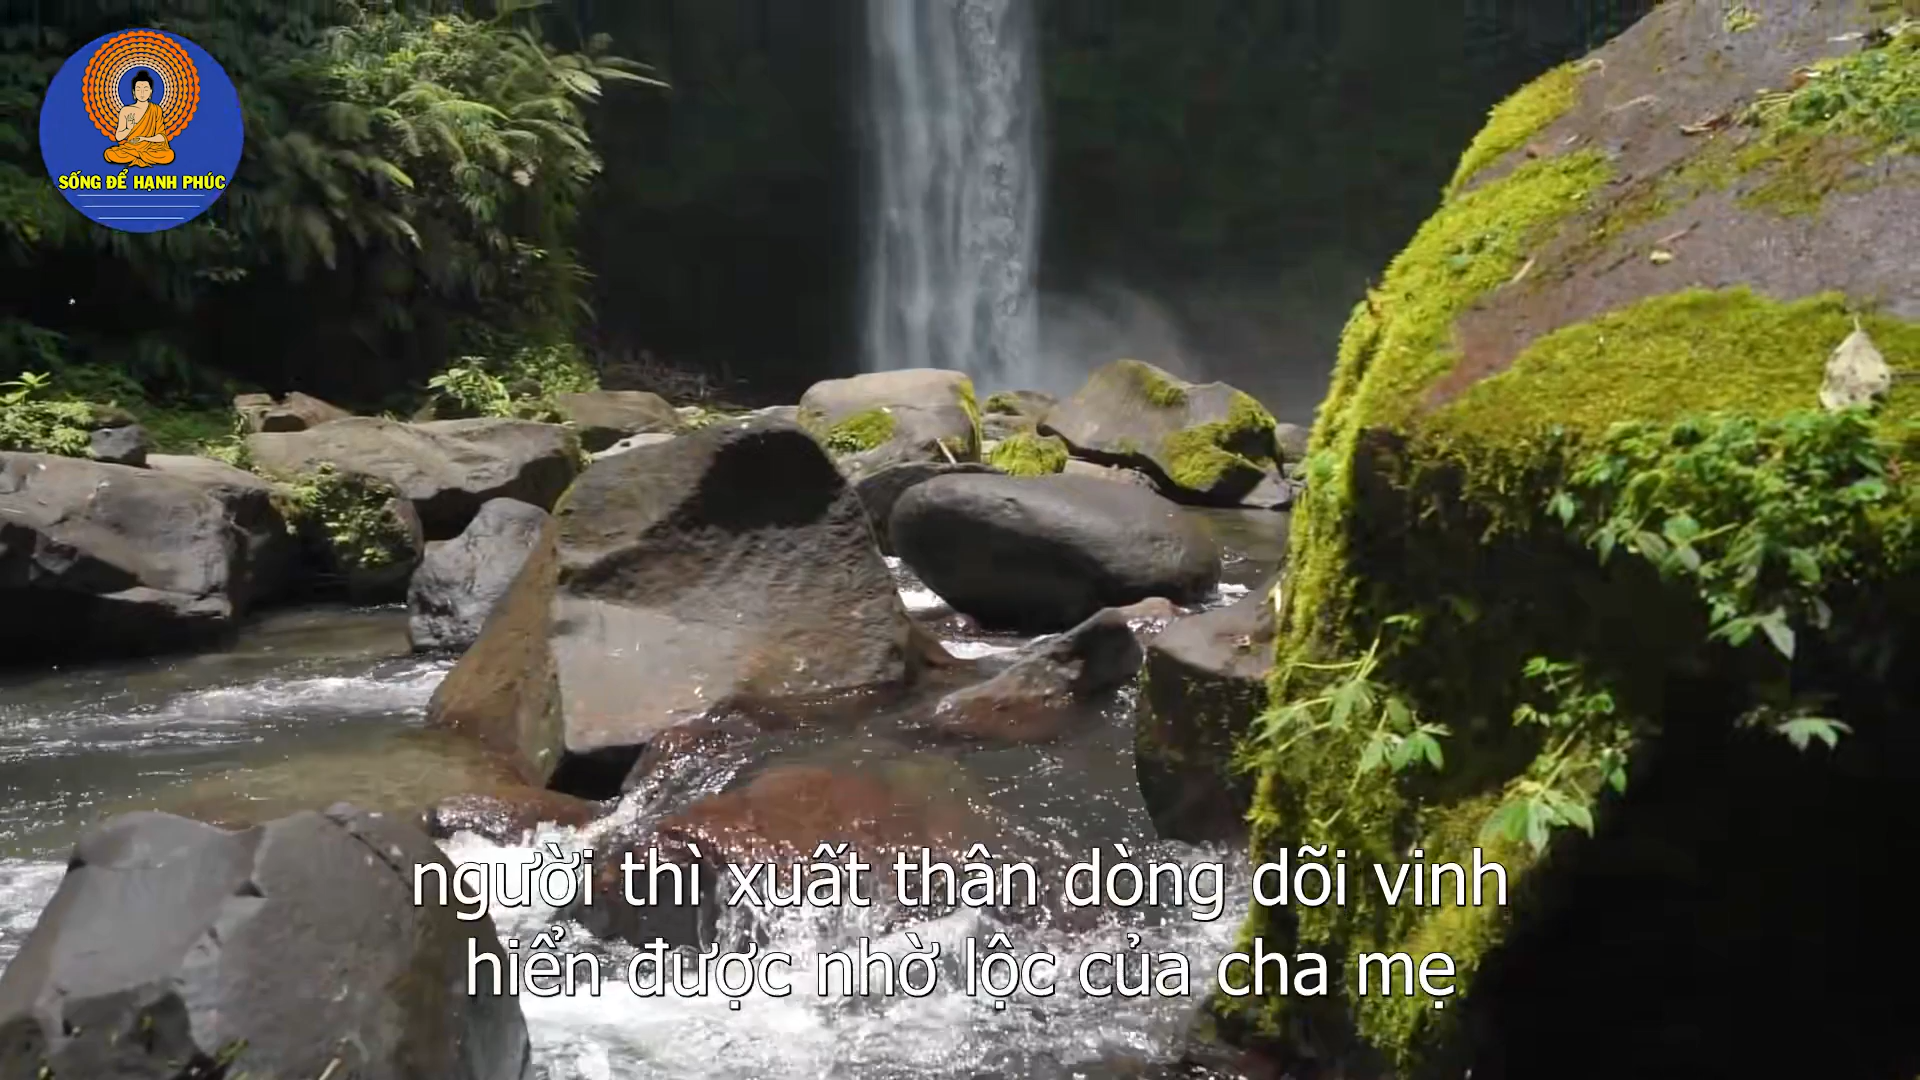 SỐNG ĐỂ HẠNH PHÚC
người thì xuất thân dòng dõi vinh
hiển được nhờ lộc của cha mẹ